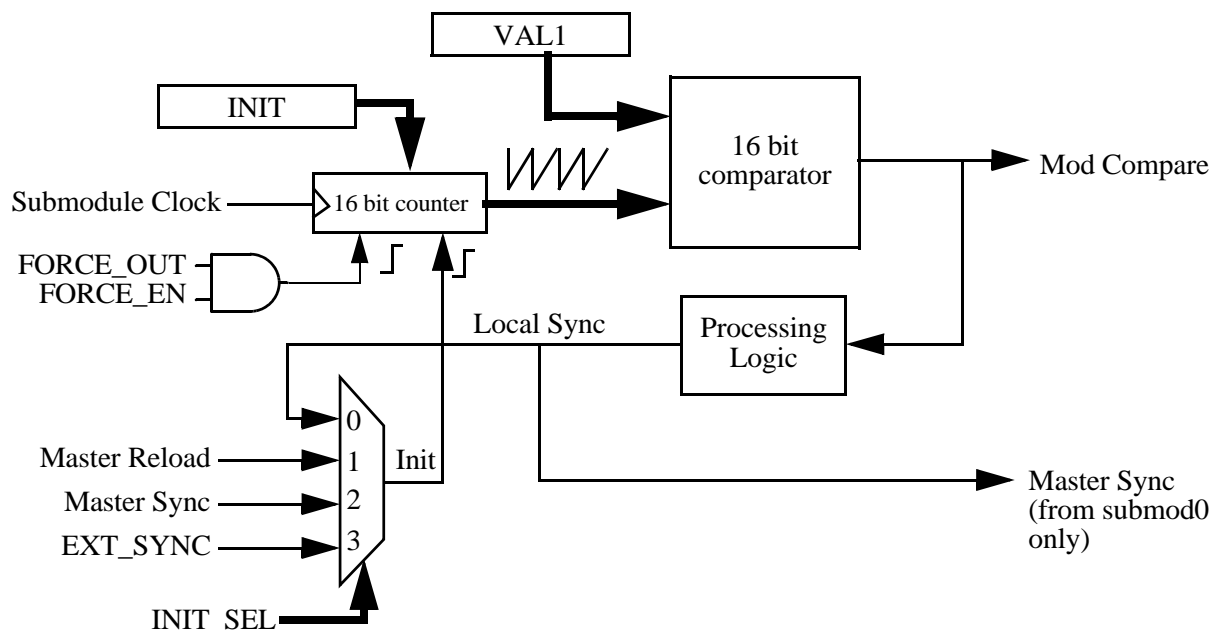 VAL1
INIT
16 bit
comparator
Mod Compare
Submodule Clock
16 bit counter
FORCE_OUT
FORCE_EN
Local Sync
Processing
Logic
0
Master Reload
1
Init
Master Sync
2
EXT_SYNC
3
Master Sync
(from submod0
only)
INIT_SEL